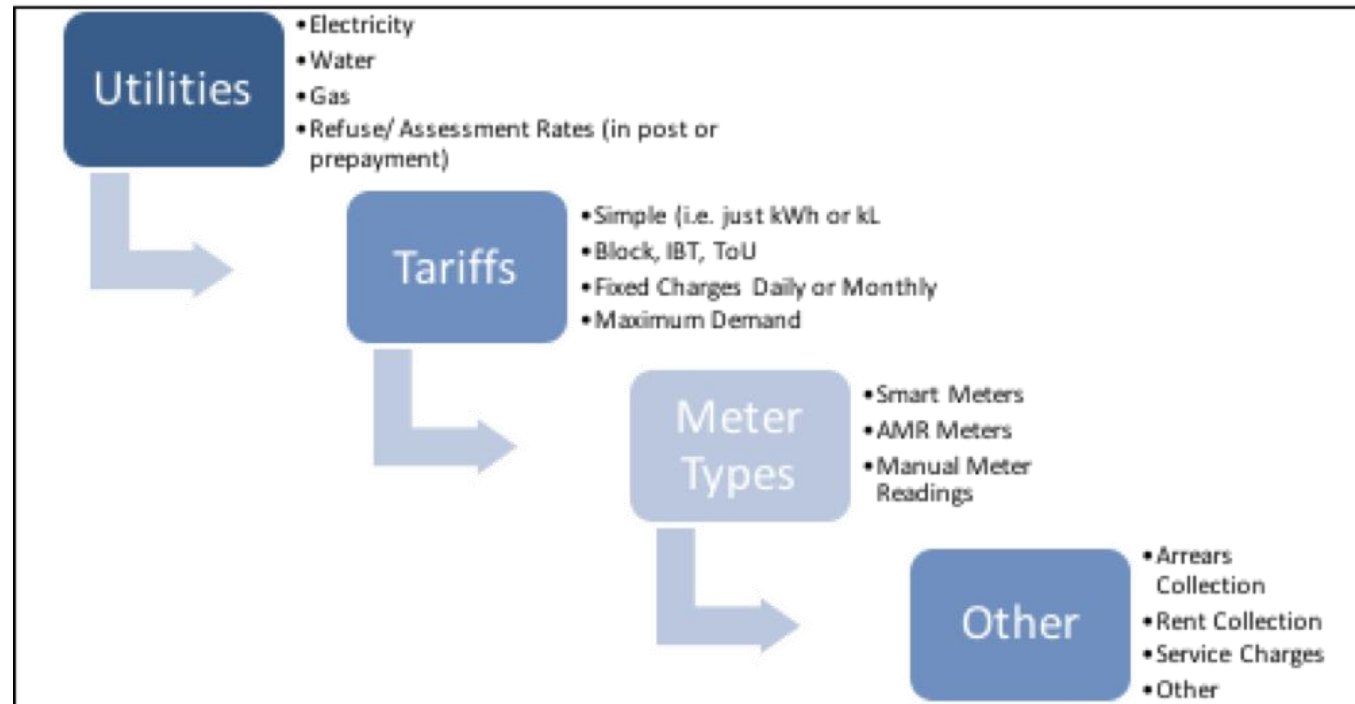 Utilities
•Electricity
•Water
•Gas
•Refuse/ Assessment Rates (in post or
prepayment)
Tariffs
•Simple (i.e. just kWh or kL
•Block, IBT, ToU
•Fixed Charges Daily or Monthly
•Maximum Demand
Meter
Types
•Smart Meters
•AMR Meters
•Manual Meter
Readings
Other
•Arrears
Collection
•Rent Collection
•Service Charges
•Other